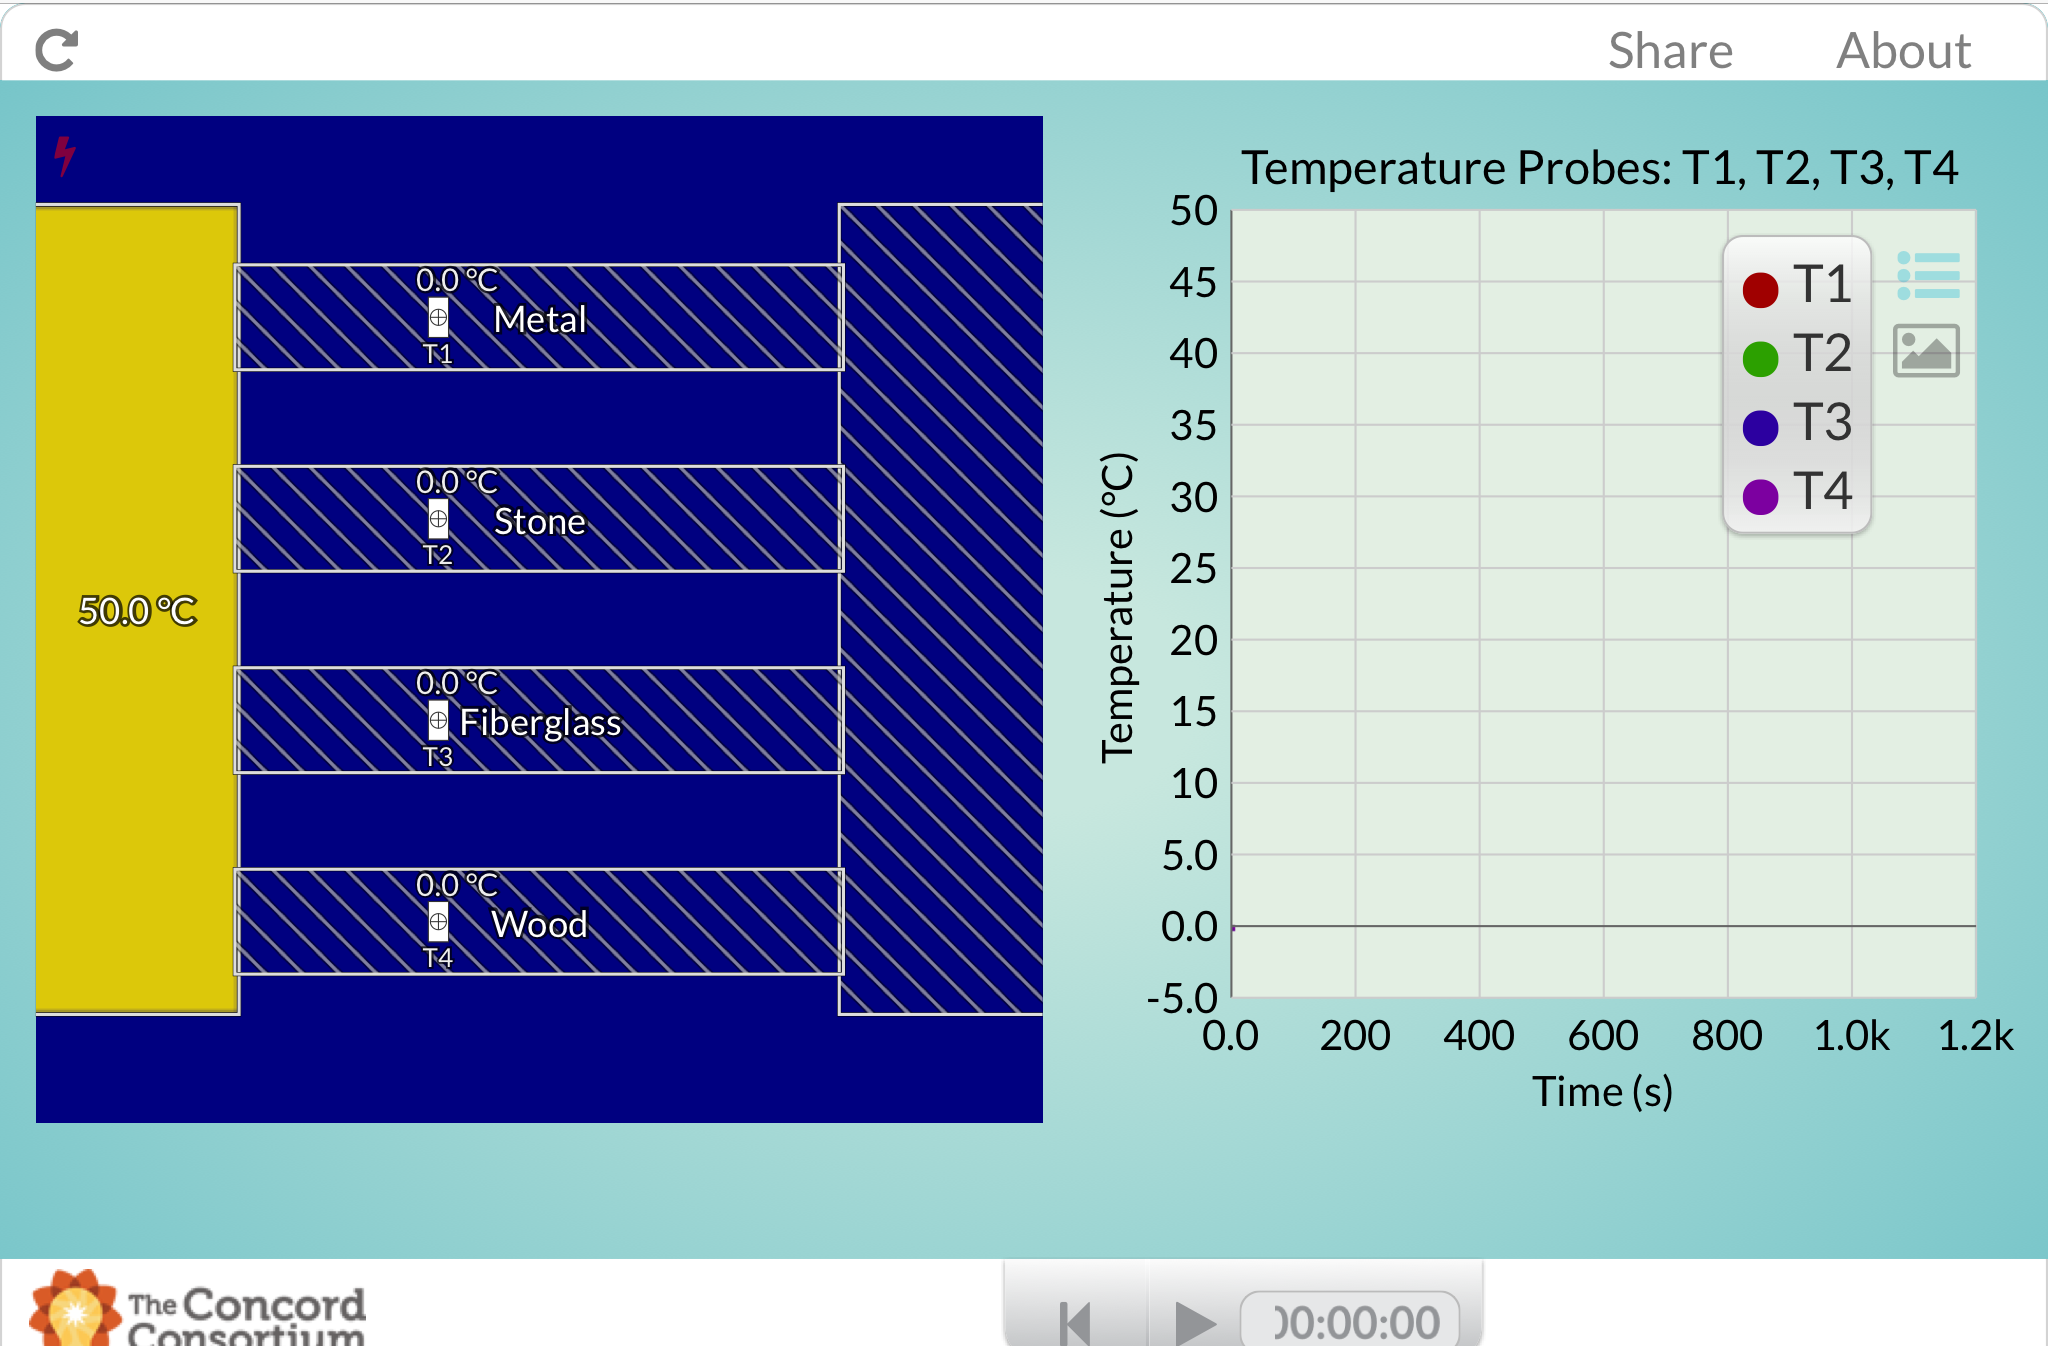 Share About
0.0 °C
Metal
T1
0.0 °C
Stone
T2
50.0 °C
0.0 °C
Fiberglass
T3
0.0 °C
Wood
T4
Temperature Probes: T1, T2, T3, T4
50
45
40
35
30
25
20
15
10
5.0
0.0
-5.0
Temperature (°C)
T1
T2
T3
T4
0.0 200 400 600 800 1.0k 1.2k
Time (s)
The Concord
Consortium
00:00:00